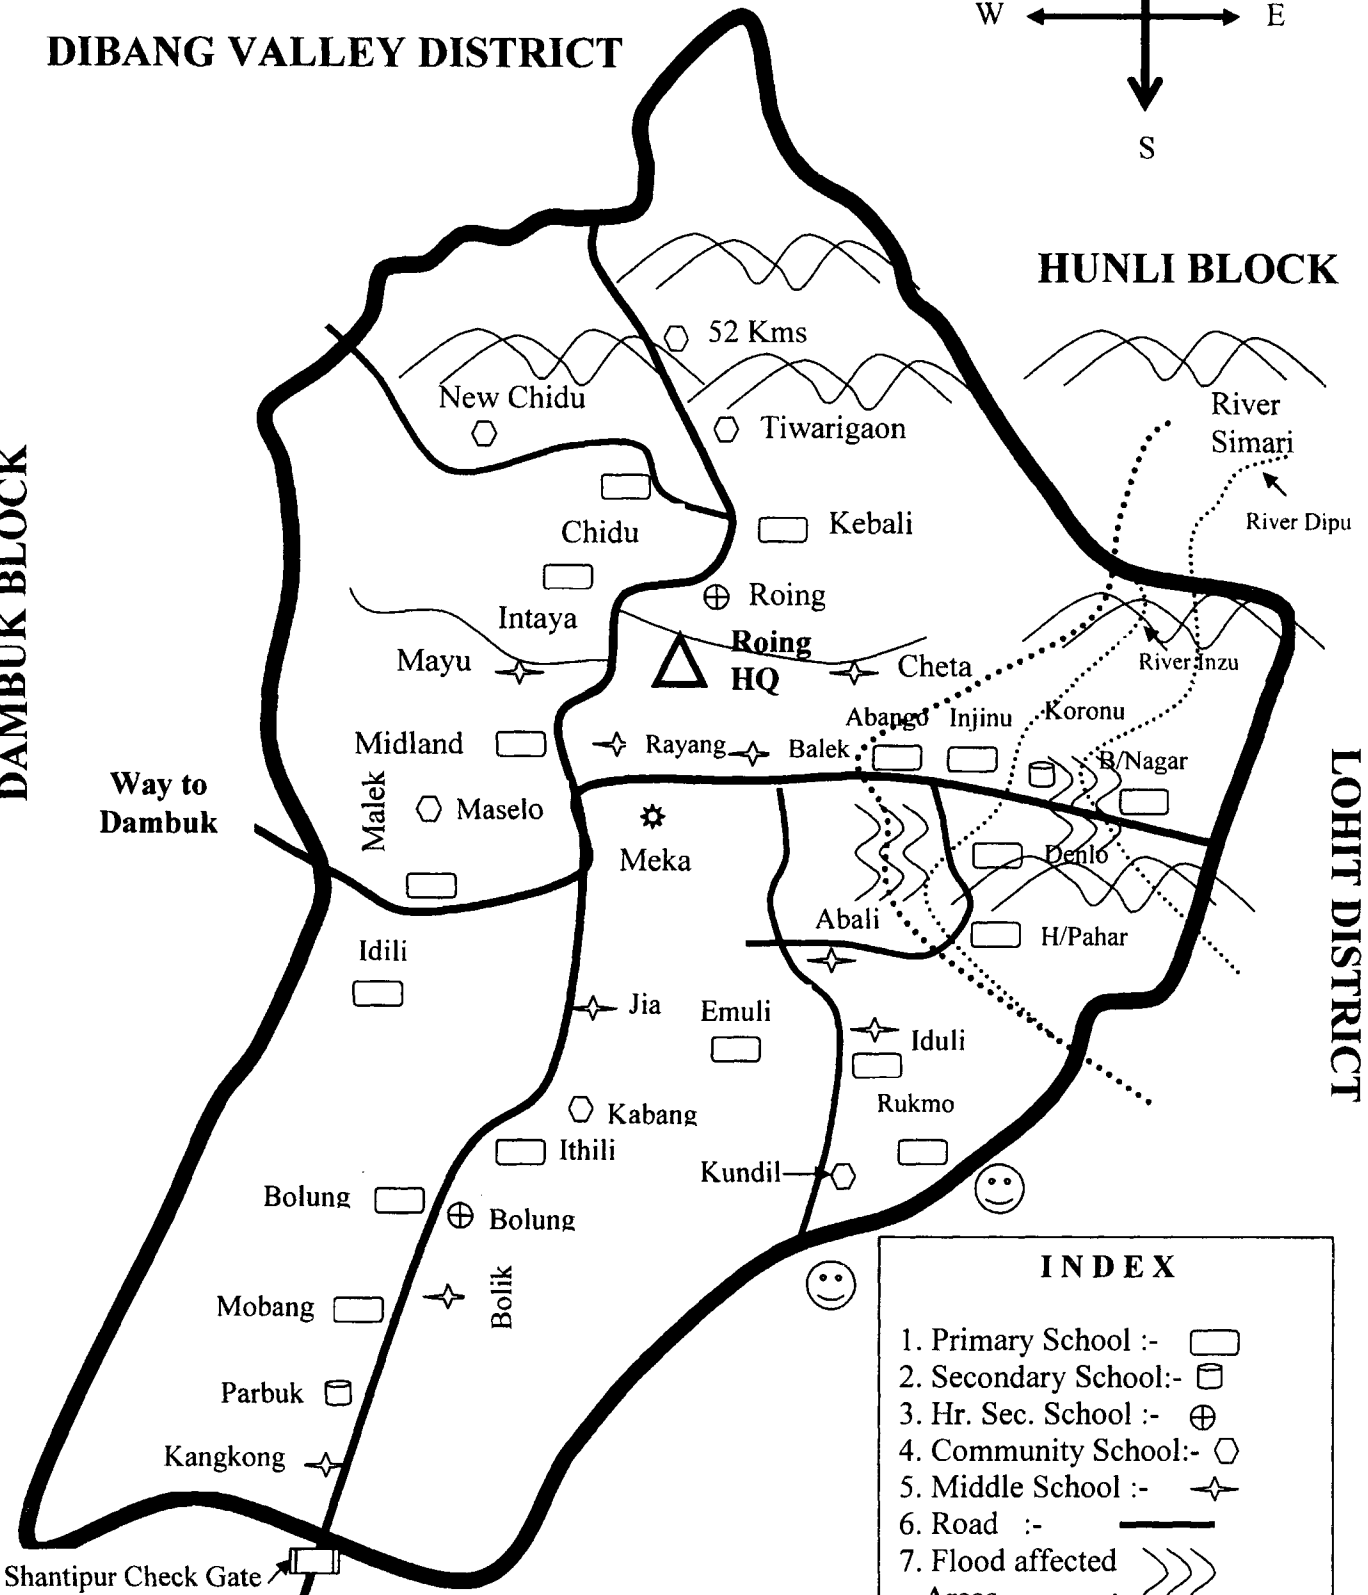 W E
DIBANG VALLEY DISTRICT
S
HUNLI BLOCK
52 Kms
New Chidu
River
Simari
Tiwarigaon
DAMBUK BLOCK
River Dipu
Kebali
Chidu
Roing
Intaya
Roing
HQ
Mayu
Cheta
River Inzu
Abango Injinu Koronu
Midland
Rayang
Balek
B/Nagar
LOHIT DISTRICT
Way to
Dambuk
Malek
Maselo
Meka
Denlo
Abali
H/Pahar
Idili
Jia
Emuli
Iduli
Rukmo
Kabang
Ithili
Kundil
Bolung
Bolung
Bolik
Mobang
Parbuk
Kangkong
Shantipur Check Gate
INDEX
1. Primary School :-
2. Secondary School:-
3. Hr. Sec. School :-
4. Community School:-
5. Middle School :-
6. Road :-
7. Flood affected